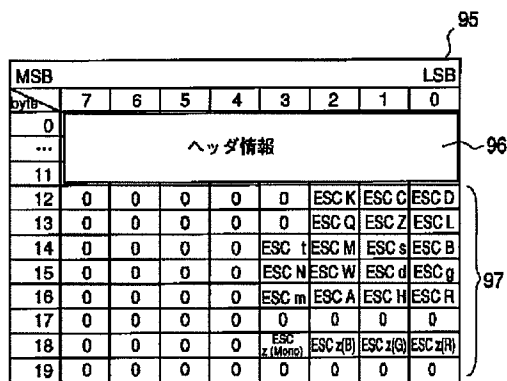 95
MSB LSB
byte 7 6 5 4 3 2 1 0
0
... ヘッダ情報 96
11
12 0 0 0 0 0 ESC K ESC C ESC D
13 0 0 0 0 0 ESC Q ESC Z ESC L
14 0 0 0 0 ESC t ESC M ESC s ESC B
15 0 0 0 0 ESC N ESC W ESC d ESC g
16 0 0 0 0 ESC m ESC A ESC H ESC R
17 0 0 0 0 0 0 0 0
18 0 0 0 0 ESC z (Mono) ESC z(B) ESC z(G) ESC z(R)
19 0 0 0 0 0 0 0 0
97